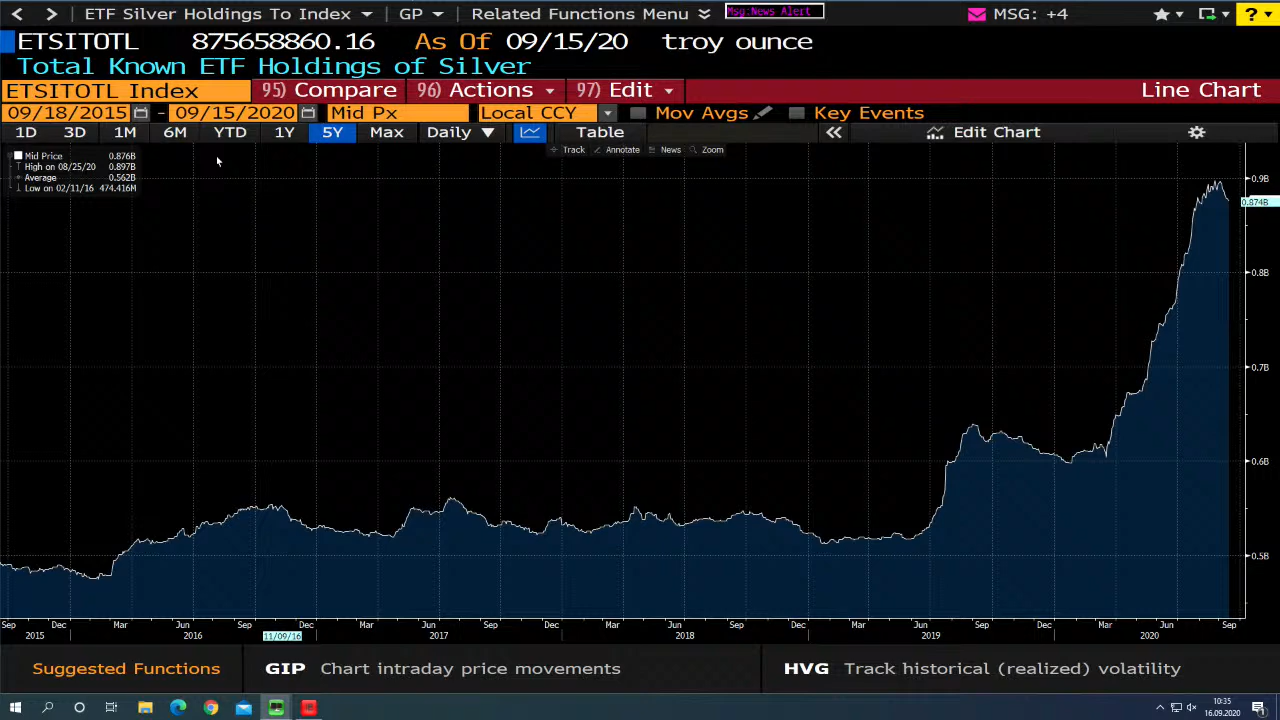 ETF Silver Holdings To Index GP Related Functions Menu Msg:News Alert MSG: +4 ?
ETSITOTL 875658860.16 As Of 09/15/20 troy ounce
Total Known ETF Holdings of Silver
ETSITOTL Index 95) Compare 96) Actions 97) Edit Line Chart
09/18/2015 - 09/15/2020 Mid Px Local CCY Mov Avgs Key Events
1D 3D 1M 6M YTD 1Y 5Y Max Daily Table « Edit Chart
Track Annotate News Zoom
Mid Price 0.876B
High on 08/25/20 0.897B
Average 0.562B
Low on 02/11/16 474.416M
0.9B
0.874B
0.8B
0.7B
0.6B
0.5B
Sep Dec Mar Jun Sep Dec Mar Jun Sep Dec Mar Jun Sep Dec Mar Jun Sep Dec Mar Jun Sep
2015 2016 11/09/16 2017 2018 2019 2020
Suggested Functions GIP Chart intraday price movements HVG Track historical (realized) volatility
10:35
16.09.2020
1